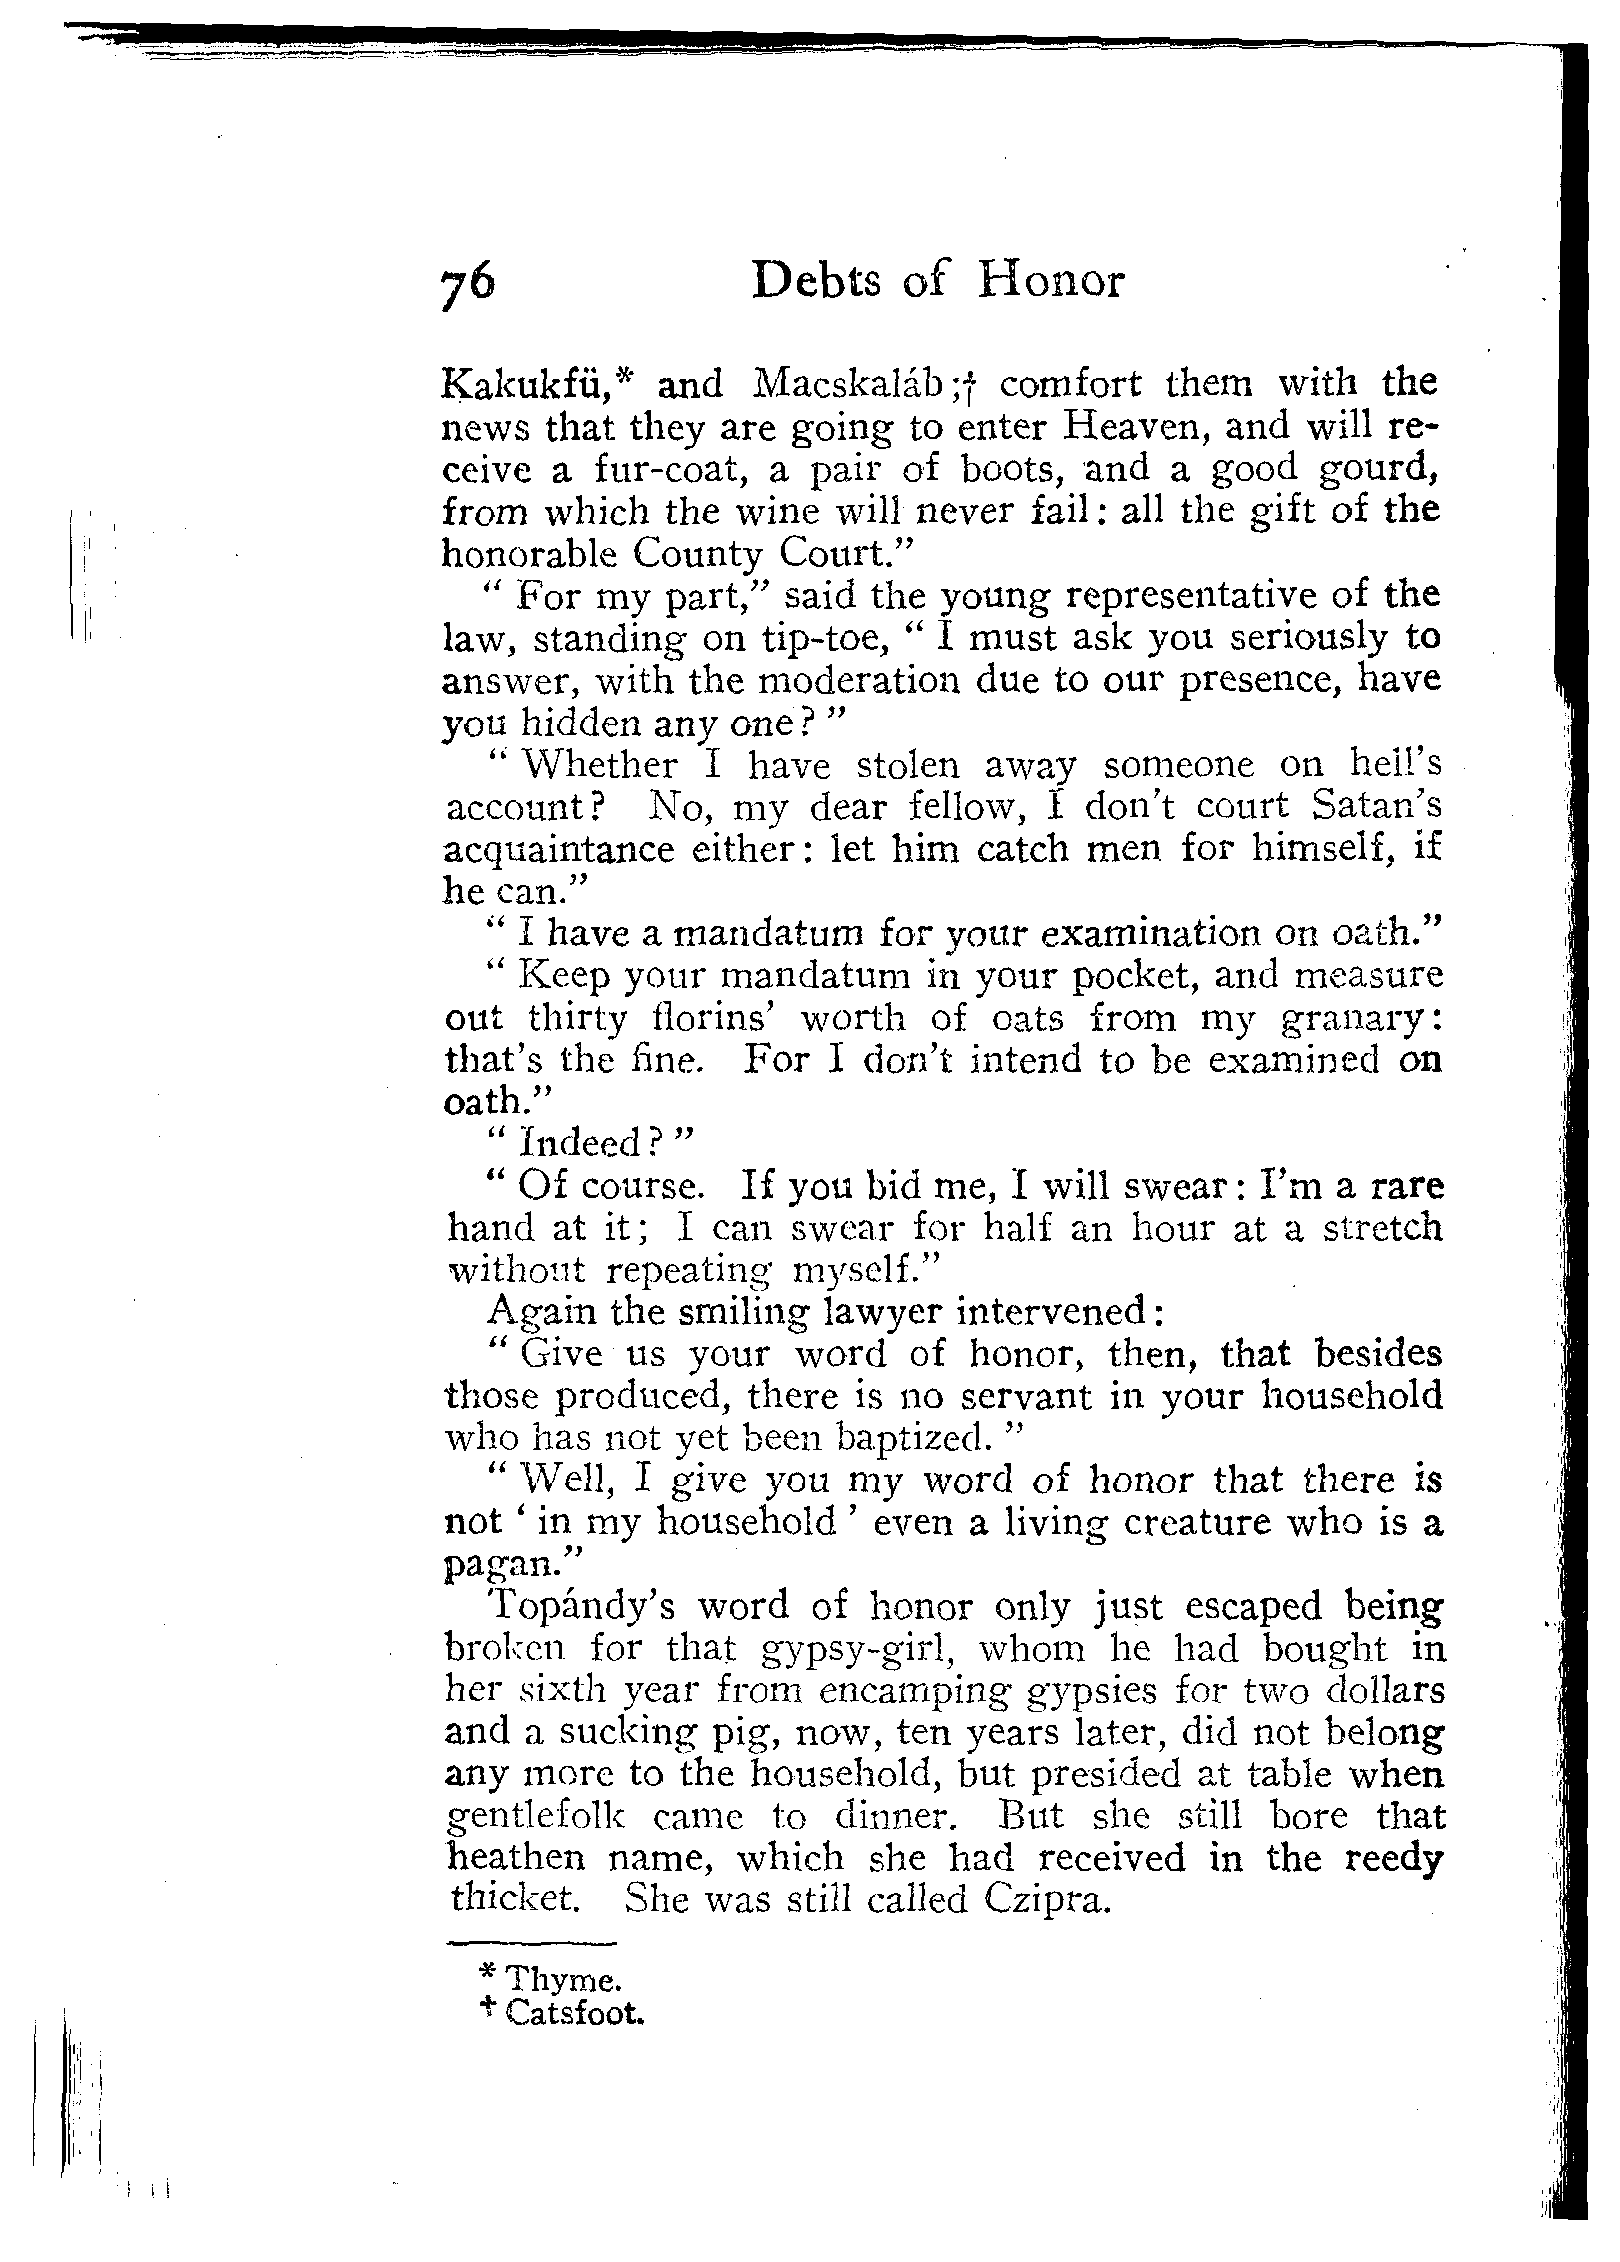 76 Debts of Honor
Kakukfü,* and Macskaláb;† comfort them with the
news that they are going to enter Heaven, and will re-
ceive a fur-coat, a pair of boots, and a good gourd,
from which the wine will never fail: all the gift of the
honorable County Court.”
“ For my part,” said the young representative of the
law, standing on tip-toe, “ I must ask you seriously to
answer, with the moderation due to our presence, have
you hidden any one? ”
“ Whether I have stolen away someone on hell’s
account? No, my dear fellow, I don’t court Satan’s
acquaintance either: let him catch men for himself, if
he can.”
“ I have a mandatum for your examination on oath.”
“ Keep your mandatum in your pocket, and measure
out thirty florins’ worth of oats from my granary:
that’s the fine. For I don’t intend to be examined on
oath.”
“ Indeed? ”
“ Of course. If you bid me, I will swear: I’m a rare
hand at it; I can swear for half an hour at a stretch
without repeating myself.”
Again the smiling lawyer intervened:
“ Give us your word of honor, then, that besides
those produced, there is no servant in your household
who has not yet been baptized. ”
“ Well, I give you my word of honor that there is
not ‘ in my household ’ even a living creature who is a
pagan.”
Topándy’s word of honor only just escaped being
broken for that gypsy-girl, whom he had bought in
her sixth year from encamping gypsies for two dollars
and a sucking pig, now, ten years later, did not belong
any more to the household, but presided at table when
gentlefolk came to dinner. But she still bore that
heathen name, which she had received in the reedy
thicket. She was still called Czipra.
* Thyme.
† Catsfoot.